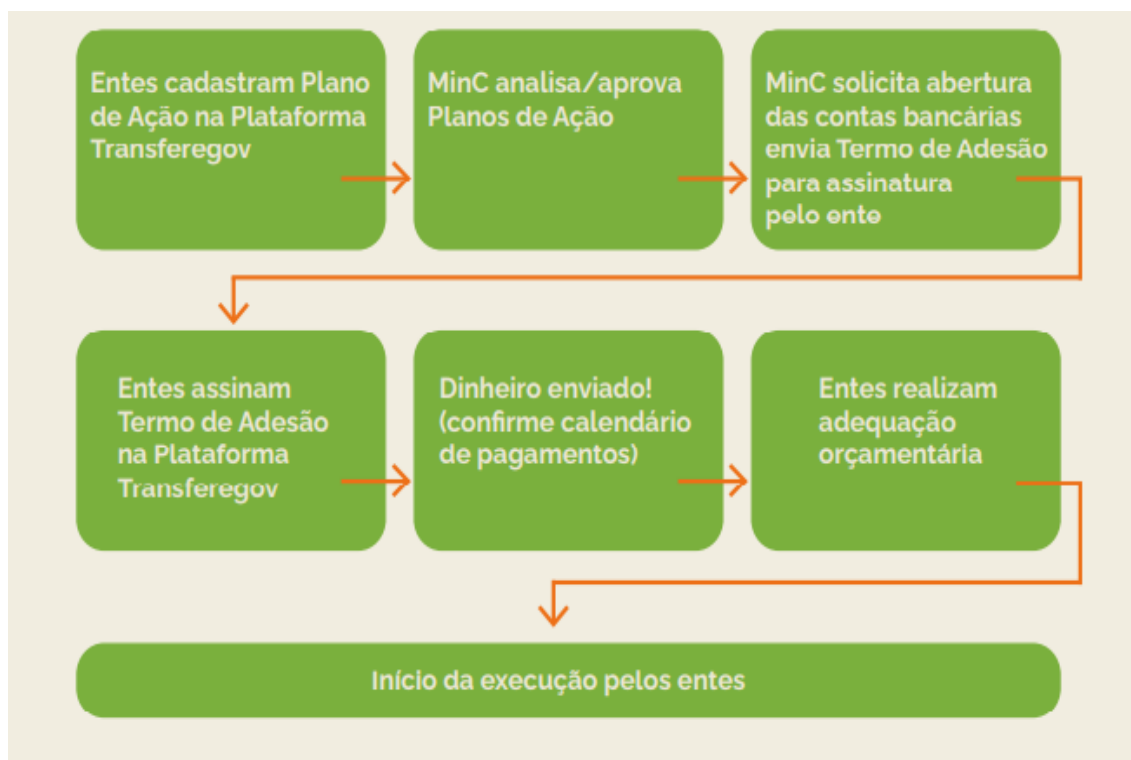 Entes cadastram Plano
de Ação na Plataforma
Transferegov
MinC analisa/aprova
Planos de Ação
MinC solicita abertura
das contas bancárias
envia Termo de Adesão
para assinatura
pelo ente
Entes assinam
Termo de Adesão
na Plataforma
Transferegov
Dinheiro enviado!
(confirme calendário
de pagamentos)
Entes realizam
adequação
orçamentária
Início da execução pelos entes